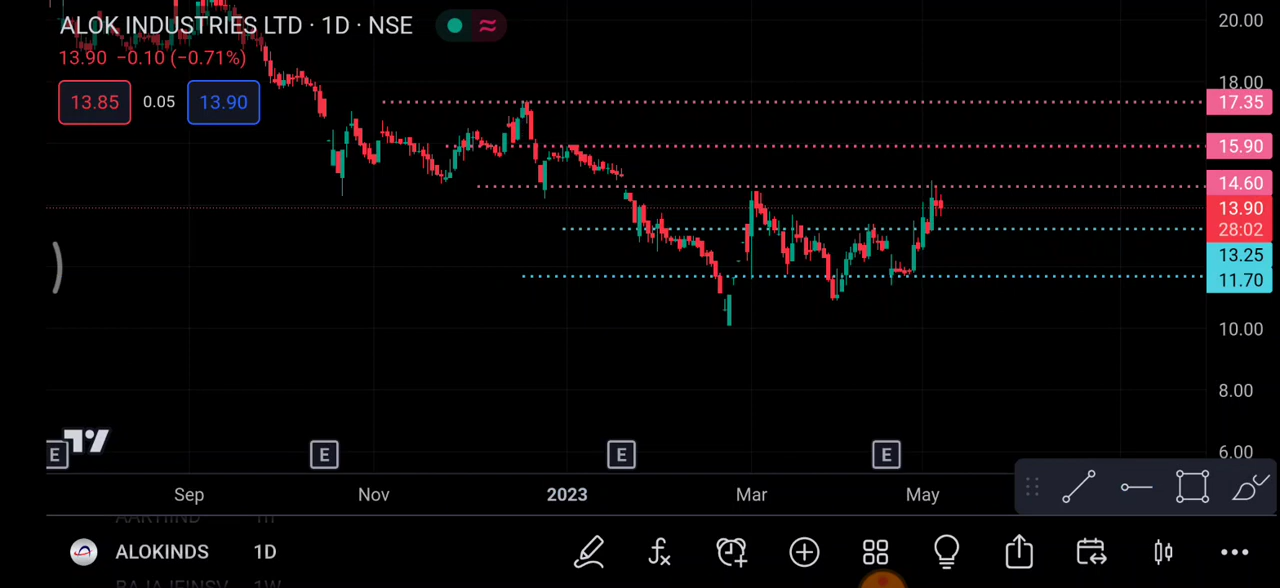 ALOK INDUSTRIES LTD · 1D · NSE
13.90 −0.10 (−0.71%)
13.85 0.05 13.90
20.00
18.00
17.35
15.90
14.60
13.90
28:02
13.25
11.70
10.00
8.00
6.00
E E E E
Sep Nov 2023 Mar May
ALOKINDS 1D